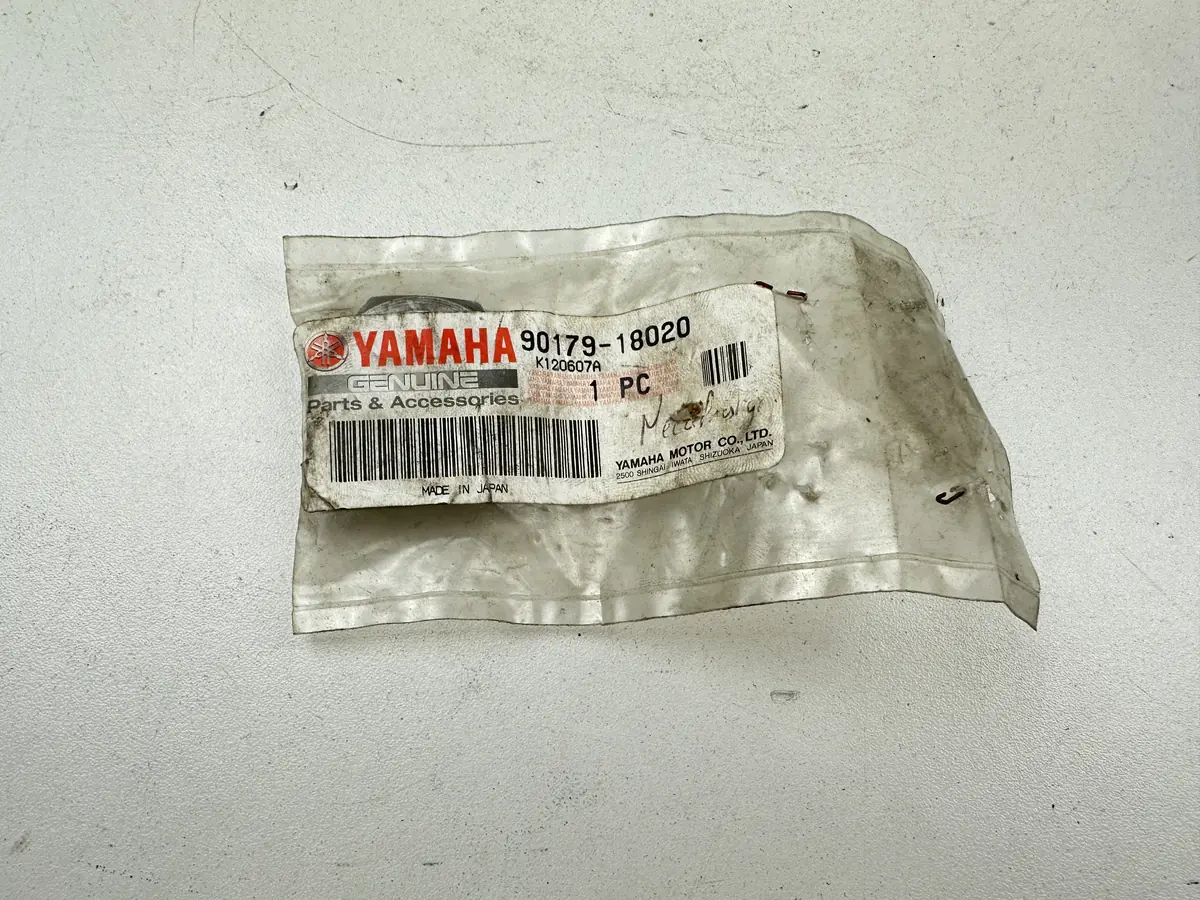 YAMAHA 90179-18020
K120607A
GENUINE
1 PC
Parts & Accessories
YAMAHA MOTOR CO., LTD.
2500 SHINGAI, IWATA SHIZUOKA JAPAN
MADE IN JAPAN